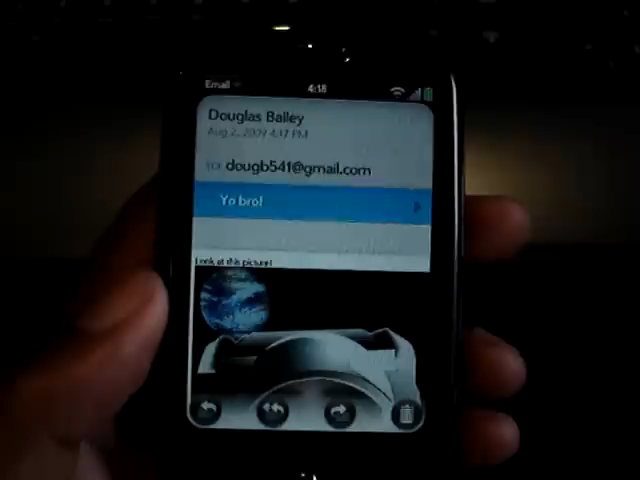 Email
4:18
Douglas Bailey
Aug 2, 2009 4:17 PM
TO dougb541@gmail.com
Yo bro!
Look at this picture!